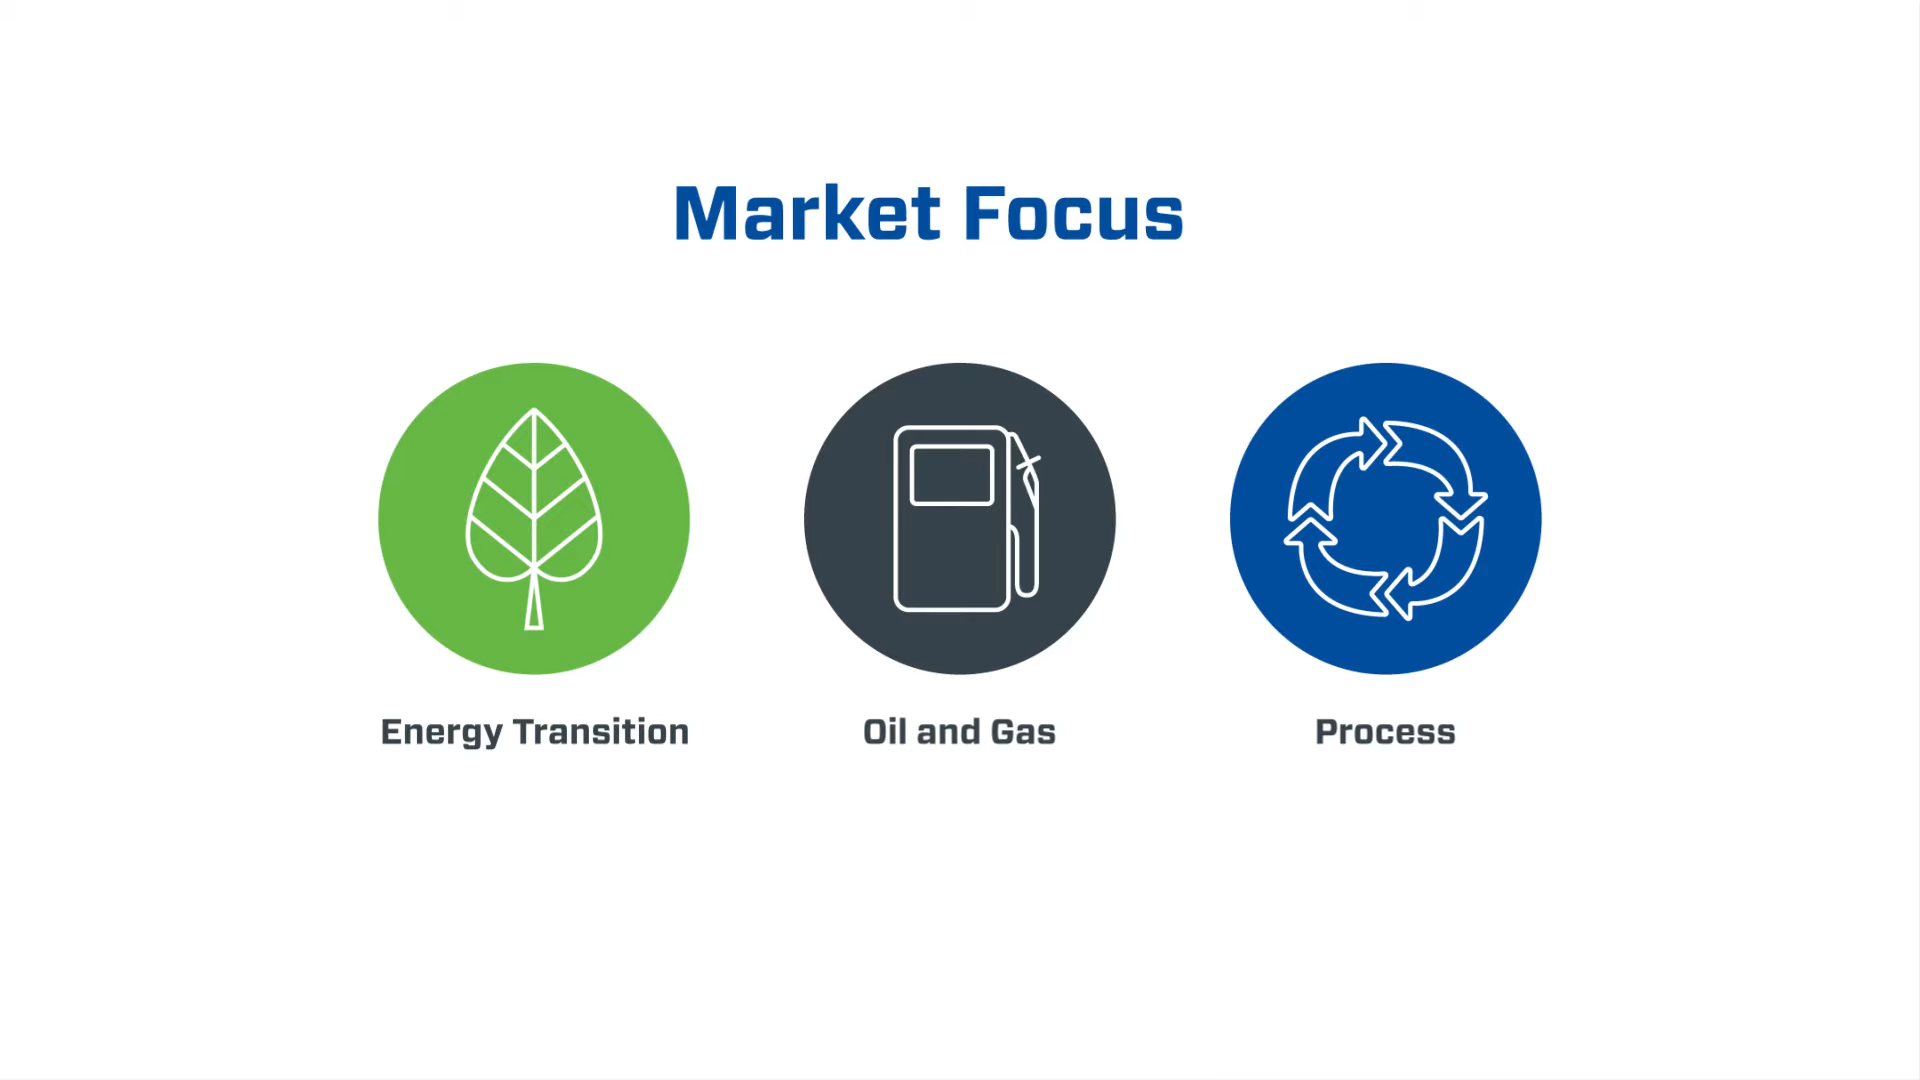 Market Focus
Energy Transition
Oil and Gas
Process